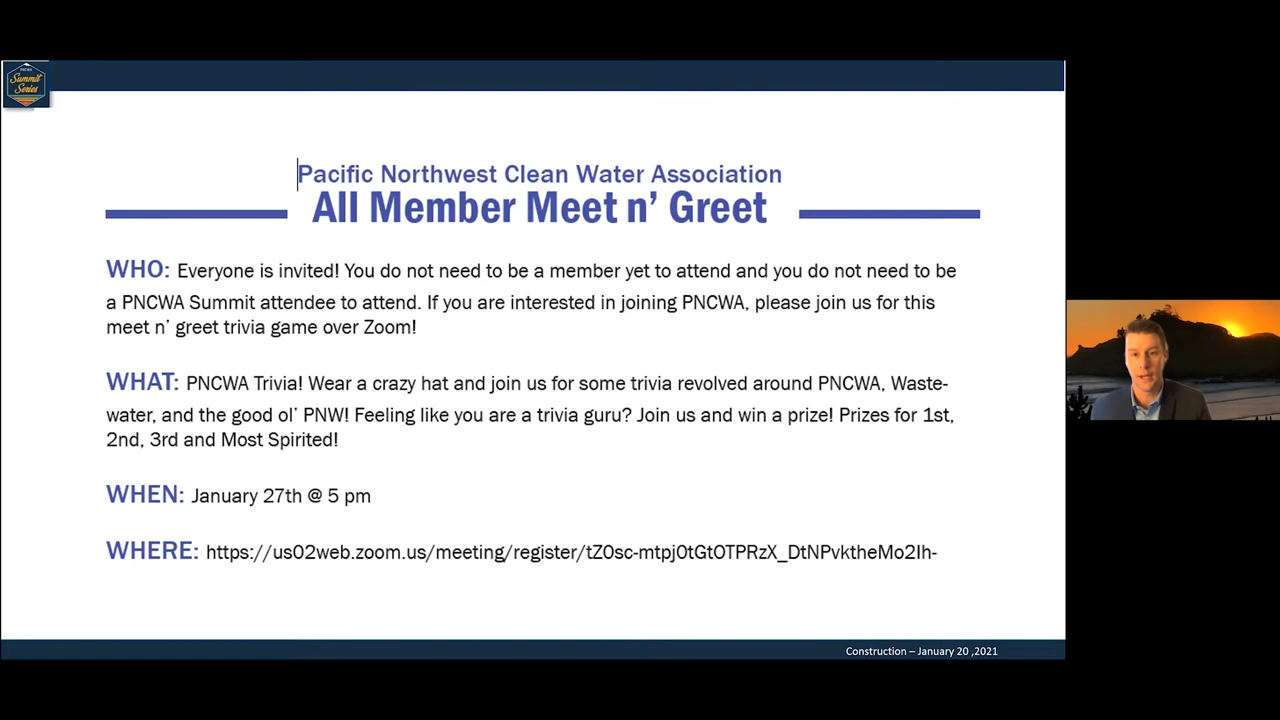 PNCWA
Summit
Series
Pacific Northwest Clean Water Association
All Member Meet n’ Greet
WHO: Everyone is invited! You do not need to be a member yet to attend and you do not need to be
a PNCWA Summit attendee to attend. If you are interested in joining PNCWA, please join us for this
meet n’ greet trivia game over Zoom!
WHAT: PNCWA Trivia! Wear a crazy hat and join us for some trivia revolved around PNCWA, Waste-
water, and the good ol’ PNW! Feeling like you are a trivia guru? Join us and win a prize! Prizes for 1st,
2nd, 3rd and Most Spirited!
WHEN: January 27th @ 5 pm
WHERE: https://us02web.zoom.us/meeting/register/tZ0sc-mtpj0tGtOTPRzX_DtNPvktheMo2Ih-
Construction – January 20 ,2021